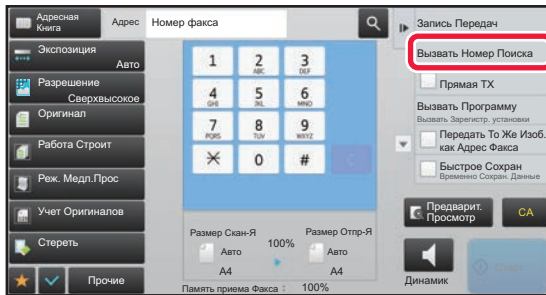 Адресная
Книга
Адрес
Номер факса
Экспозиция
Авто
Разрешение
Сверхвысокое
Оригинал
Работа Строит
Реж. Медл.Прос
Учет Оригиналов
Стереть
Прочие
1
2
ABC
3
DEF
4
GHI
5
JKL
6
MNO
7
PQRS
8
TUV
9
WXYZ
0
#
C
Размер Скан-Я
Авто
A4
100%
Размер Отпр-Я
Авто
A4
Память приема Факса : 100%
Запись Передач
Вызвать Номер Поиска
Прямая TX
Вызвать Программу
Вызвать Зарегистр. установки
Передать То Же Изоб.
как Адрес Факса
Быстрое Сохран
Временно Сохран. Данные
Предварит.
Просмотр
CA
Динамик